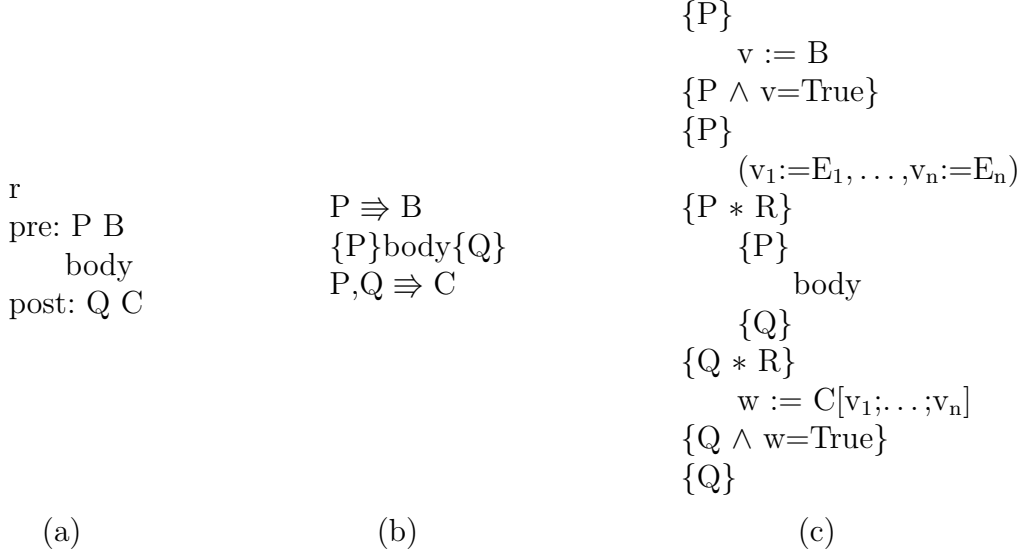 r
pre: P B
body
post: Q C
(a)
P ⇛ B
{P}body{Q}
P,Q ⇛ C
(b)
{P}
v := B
{P ∧ v=True}
{P}
(v₁:=E₁,...,vₙ:=Eₙ)
{P ∗ R}
{P}
body
{Q}
{Q ∗ R}
w := C[v₁;...;vₙ]
{Q ∧ w=True}
{Q}
(c)